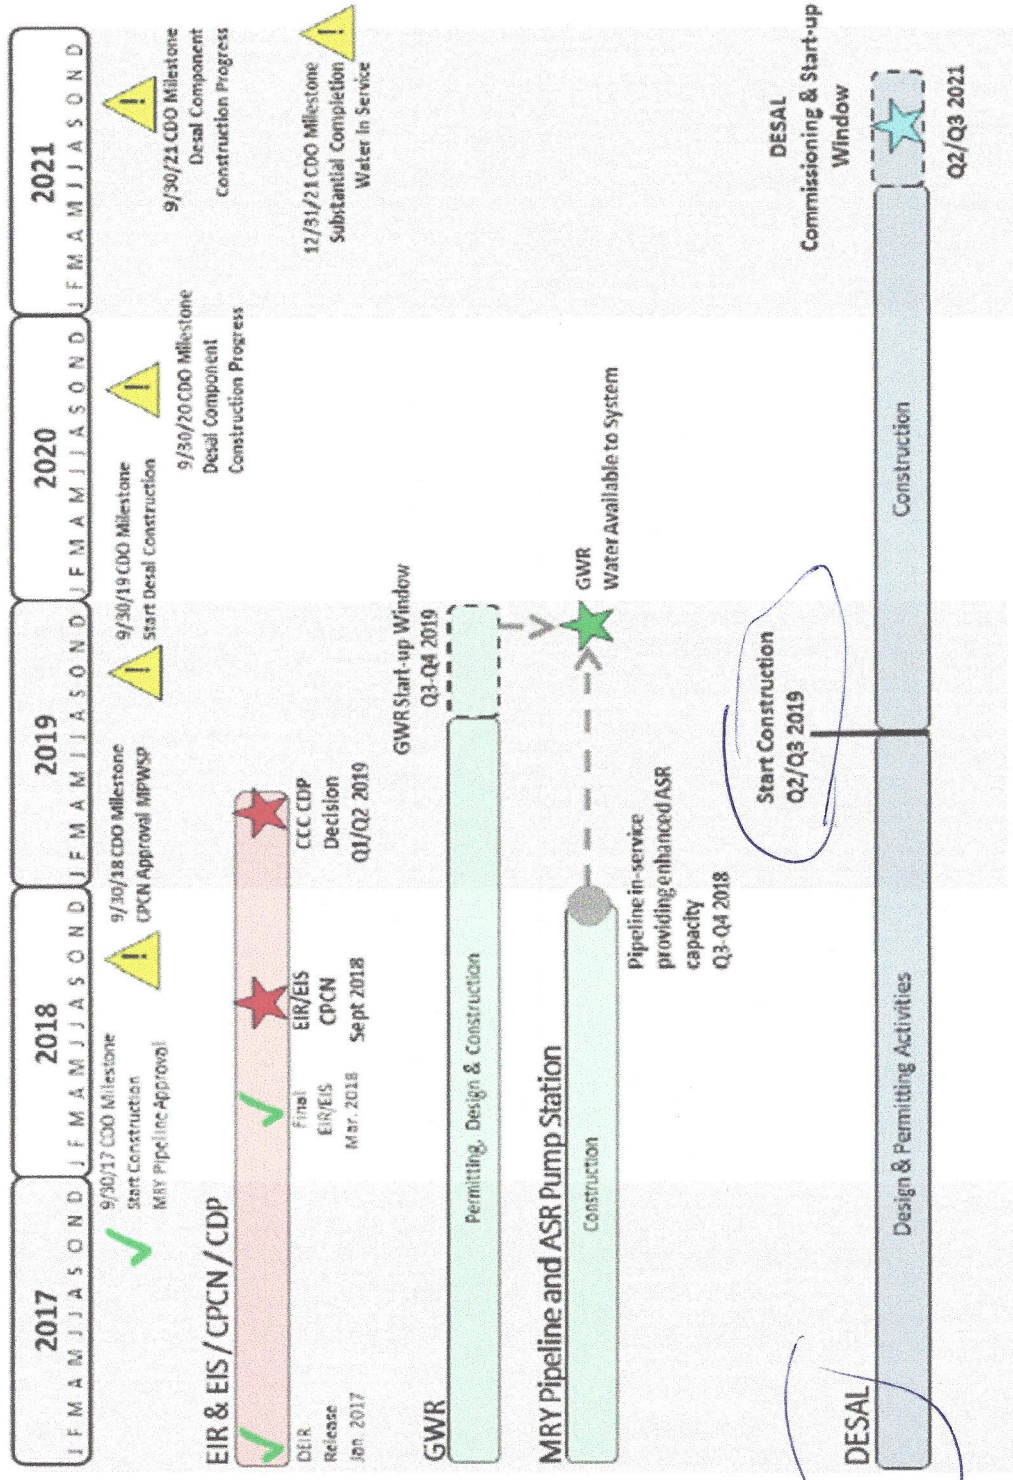 2017
2018
2019
2020
2021
J F M A M J J A S O N D
J F M A M J J A S O N D
J F M A M J J A S O N D
J F M A M J J A S O N D
J F M A M J J A S O N D
9/30/17 CDO Milestone
Start Construction
MRY Pipeline Approval
9/30/18 CDO Milestone
CPCN Approval MPWSP
9/30/19 CDO Milestone
Start Desal Construction
9/30/20 CDO Milestone
Desal Component
Construction Progress
9/30/21 CDO Milestone
Desal Component
Construction Progress
12/31/21 CDO Milestone
Substantial Completion
Water In Service
EIR & EIS / CPCN / CDP
DEIR
Release
Jan. 2017
Final
EIR/EIS
Mar. 2018
EIR/EIS
CPCN
Sept 2018
CCC CDP
Decision
Q1/Q2 2019
GWR
Permitting, Design & Construction
GWR Start-up Window
Q3-Q4 2019
MRY Pipeline and ASR Pump Station
Construction
Pipeline in-service
providing enhanced ASR
capacity
Q3-Q4 2018
GWR
Water Available to System
DESAL
Design & Permitting Activities
Start Construction
Q2/Q3 2019
Construction
DESAL
Commissioning & Start-up
Window
Q2/Q3 2021